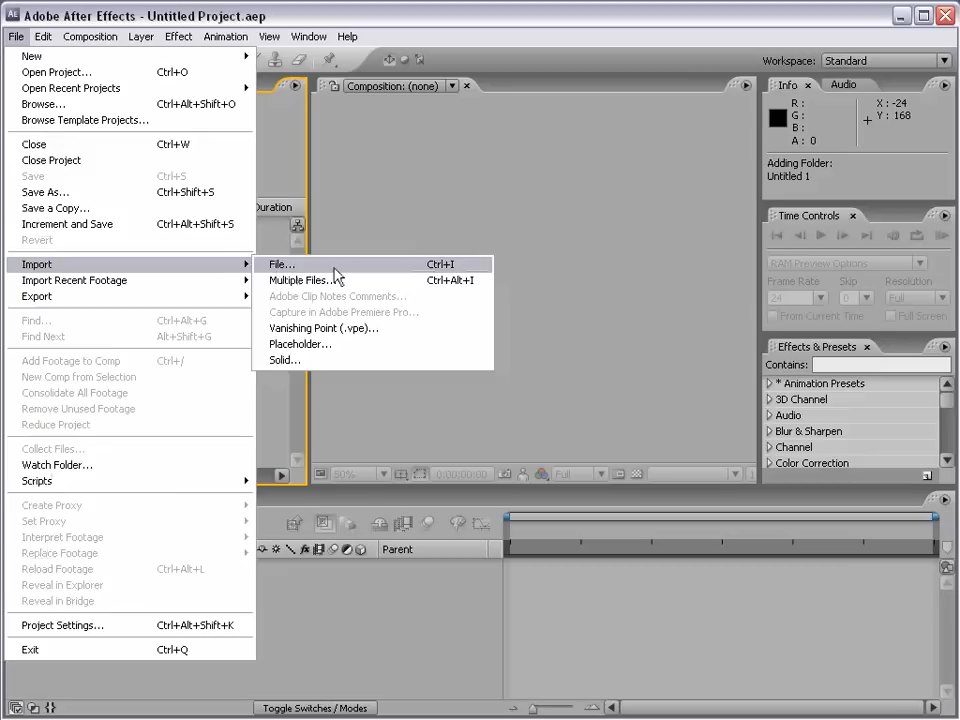 Adobe After Effects - Untitled Project.aep
File Edit Composition Layer Effect Animation View Window Help
Workspace: Standard
New
Open Project... Ctrl+O
Open Recent Projects
Browse... Ctrl+Alt+Shift+O
Browse Template Projects...
Close Ctrl+W
Close Project
Save Ctrl+S
Save As... Ctrl+Shift+S
Save a Copy...
Increment and Save Ctrl+Alt+Shift+S
Revert
Import
Import Recent Footage
Export
Find... Ctrl+Alt+G
Find Next Alt+Shift+G
Add Footage to Comp Ctrl+/
New Comp from Selection
Consolidate All Footage
Remove Unused Footage
Reduce Project
Collect Files...
Watch Folder...
Scripts
Create Proxy
Set Proxy
Interpret Footage
Replace Footage
Reload Footage Ctrl+Alt+L
Reveal in Explorer
Reveal in Bridge
Project Settings... Ctrl+Alt+Shift+K
Exit Ctrl+Q
File... Ctrl+I
Multiple Files... Ctrl+Alt+I
Adobe Clip Notes Comments...
Capture in Adobe Premiere Pro...
Vanishing Point (.vpe)...
Placeholder...
Solid...
Duration
Composition: (none)
50% 0:00:00:00 Full
Info Audio
R :
G :
B :
A : 0
X : -24
Y : 168
Adding Folder:
Untitled 1
Time Controls
RAM Preview Options
Frame Rate Skip Resolution
24 0 Full
From Current Time Full Screen
Effects & Presets
Contains:
* Animation Presets
3D Channel
Audio
Blur & Sharpen
Channel
Color Correction
Parent
Toggle Switches / Modes